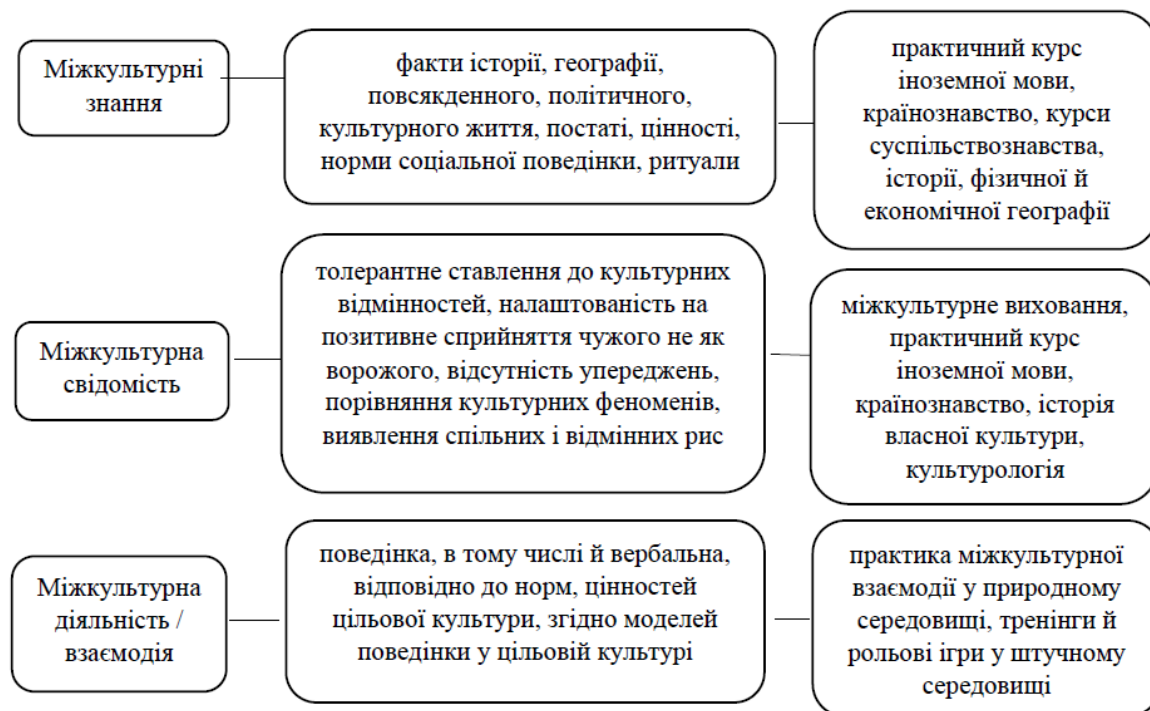 Міжкультурні
знання
факти історії, географії,
повсякденного, політичного,
культурного життя, постаті, цінності,
норми соціальної поведінки, ритуали
практичний курс
іноземної мови,
країнознавство, курси
суспільствознавства,
історії, фізичної й
економічної географії
Міжкультурна
свідомість
толерантне ставлення до культурних
відмінностей, налаштованість на
позитивне сприйняття чужого не як
ворожого, відсутність упереджень,
порівняння культурних феноменів,
виявлення спільних і відмінних рис
міжкультурне виховання,
практичний курс
іноземної мови,
країнознавство, історія
власної культури,
культурологія
Міжкультурна
діяльність /
взаємодія
поведінка, в тому числі й вербальна,
відповідно до норм, цінностей
цільової культури, згідно моделей
поведінки у цільовій культурі
практика міжкультурної
взаємодії у природному
середовищі, тренінги й
рольові ігри у штучному
середовищі